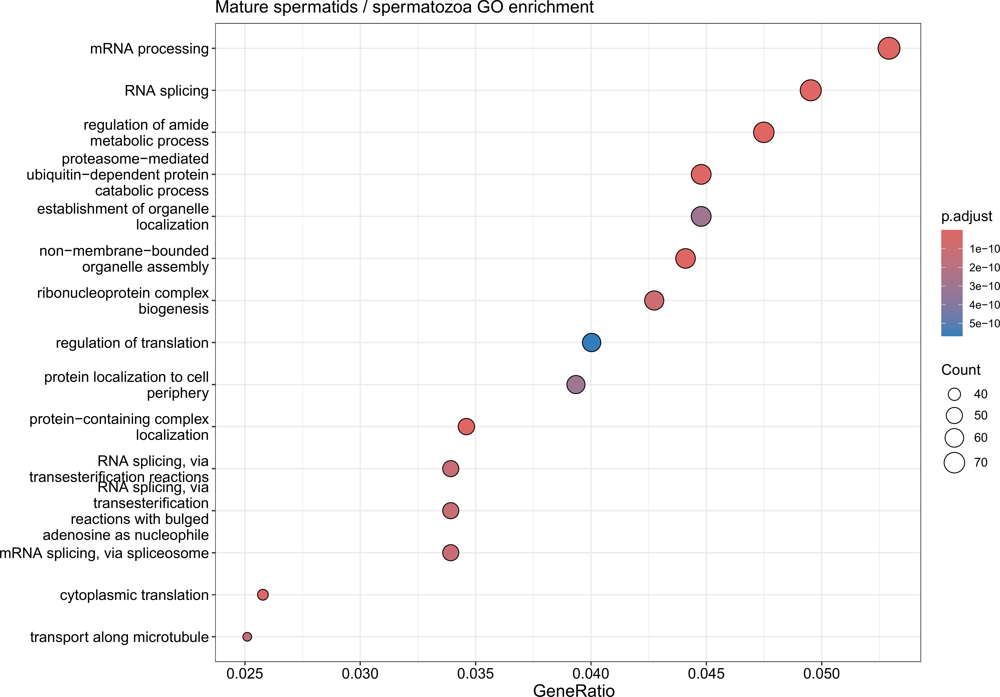 Mature spermatids / spermatozoa GO enrichment
mRNA processing
RNA splicing
regulation of amide
metabolic process
proteasome−mediated
ubiquitin−dependent protein
catabolic process
establishment of organelle
localization
non−membrane−bounded
organelle assembly
ribonucleoprotein complex
biogenesis
regulation of translation
protein localization to cell
periphery
protein−containing complex
localization
RNA splicing, via
transesterification reactions
RNA splicing, via
transesterification
reactions with bulged
adenosine as nucleophile
mRNA splicing, via spliceosome
cytoplasmic translation
transport along microtubule
0.025 0.030 0.035 0.040 0.045 0.050
GeneRatio
p.adjust
1e−10
2e−10
3e−10
4e−10
5e−10
Count
40
50
60
70